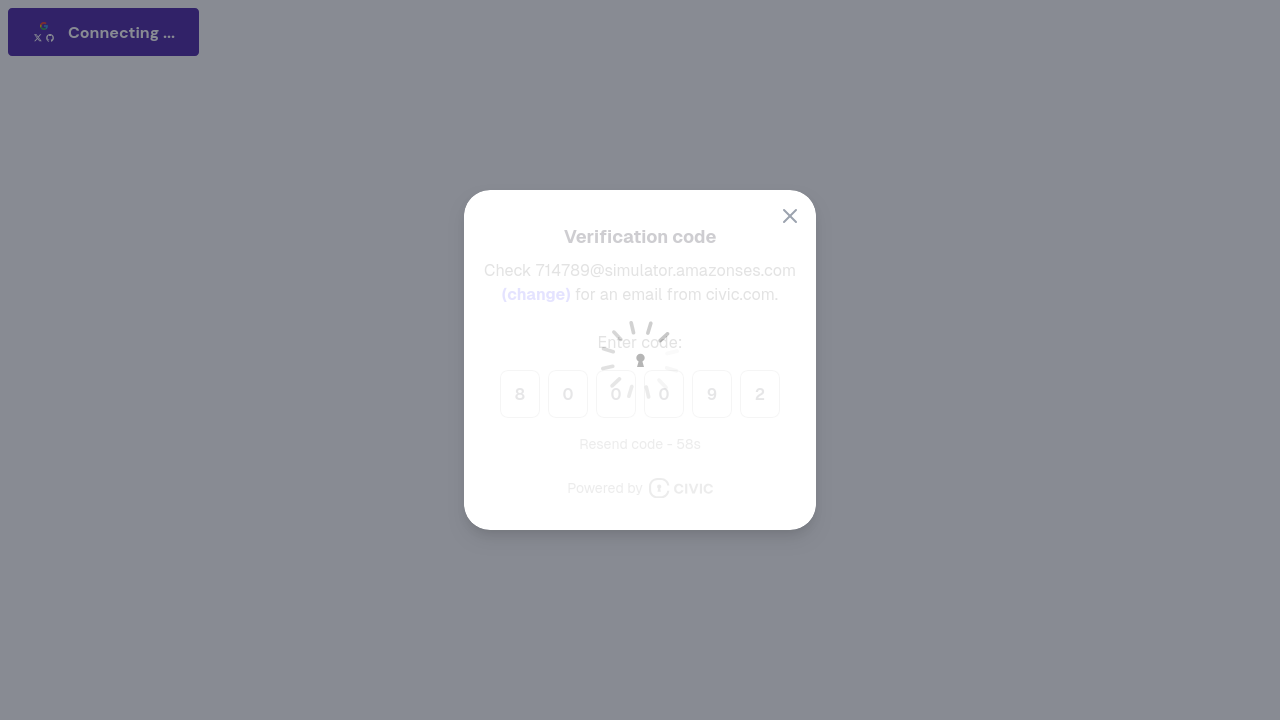 Connecting ...
Verification code
Check 714789@simulator.amazonses.com
(change) for an email from civic.com.
Enter code:
8 0 0 0 9 2
Resend code - 58s
Powered by CIVIC